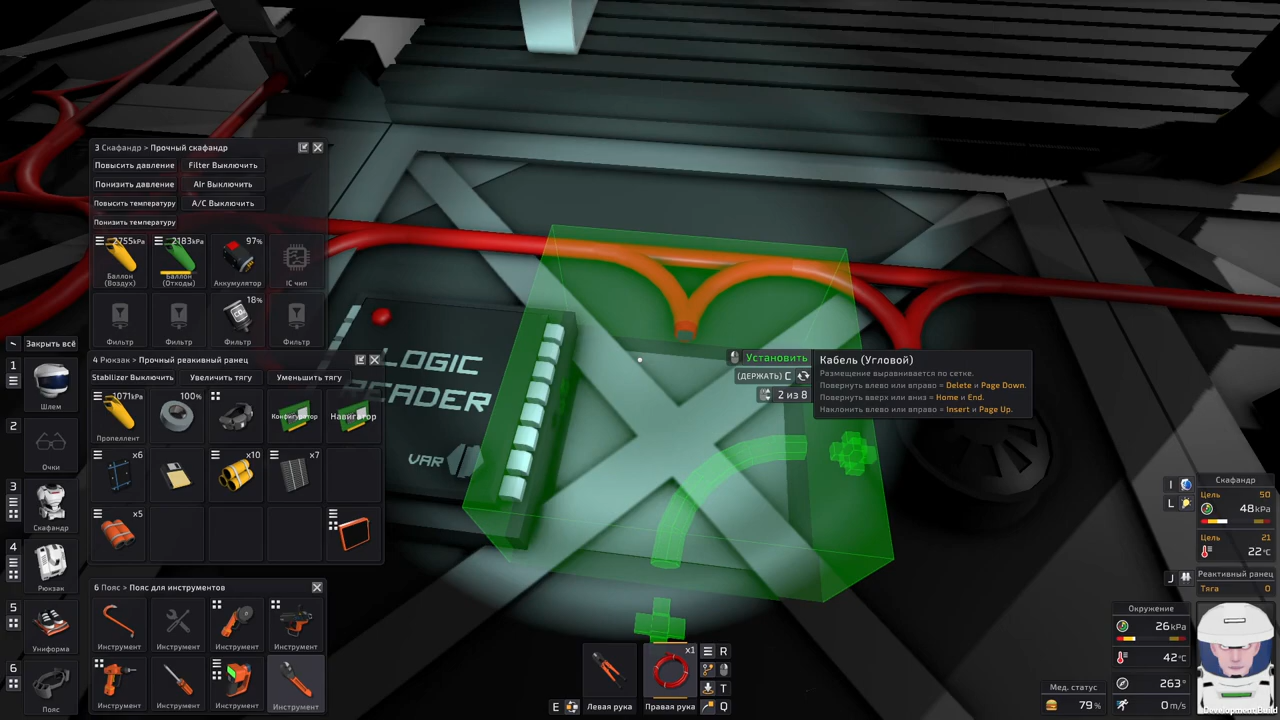 3 Скафандр > Прочный скафандр
Повысить давление
Filter Выключить
Понизить давление
Air Выключить
Повысить температуру
A/C Выключить
Понизить температуру
2755kPa
Баллон (Воздух)
2183kPa
Баллон (Отходы)
97%
Аккумулятор
IC чип
Фильтр
Фильтр
18%
Фильтр
Фильтр
Закрыть всё
4 Рюкзак > Прочный реактивный ранец
Stabilizer Выключить
Увеличить тягу
Уменьшить тягу
1071kPa
Пропеллент
100%
Конфигуратор
Навигатор
x6
x10
x7
x5
1
Шлем
2
Очки
3
Скафандр
4
Рюкзак
5
Униформа
6
Пояс
6 Пояс > Пояс для инструментов
Инструмент
Инструмент
Инструмент
Инструмент
Инструмент
Инструмент
Инструмент
Инструмент
LOGIC
READER
VAR
Установить
(ДЕРЖАТЬ) C
2 из 8
Кабель (Угловой)
Размещение выравнивается по сетке.
Повернуть влево или вправо = Delete и Page Down.
Повернуть вверх или вниз = Home и End.
Наклонить влево или вправо = Insert и Page Up.
E
Левая рука
x1
Правая рука
R
T
Q
I
L
J
Скафандр
Цель 50
48kPa
Цель 21
22°C
Реактивный ранец
Тяга 0
Окружение
26kPa
42°C
263°
0m/s
Мед. статус
79 %
Development Build